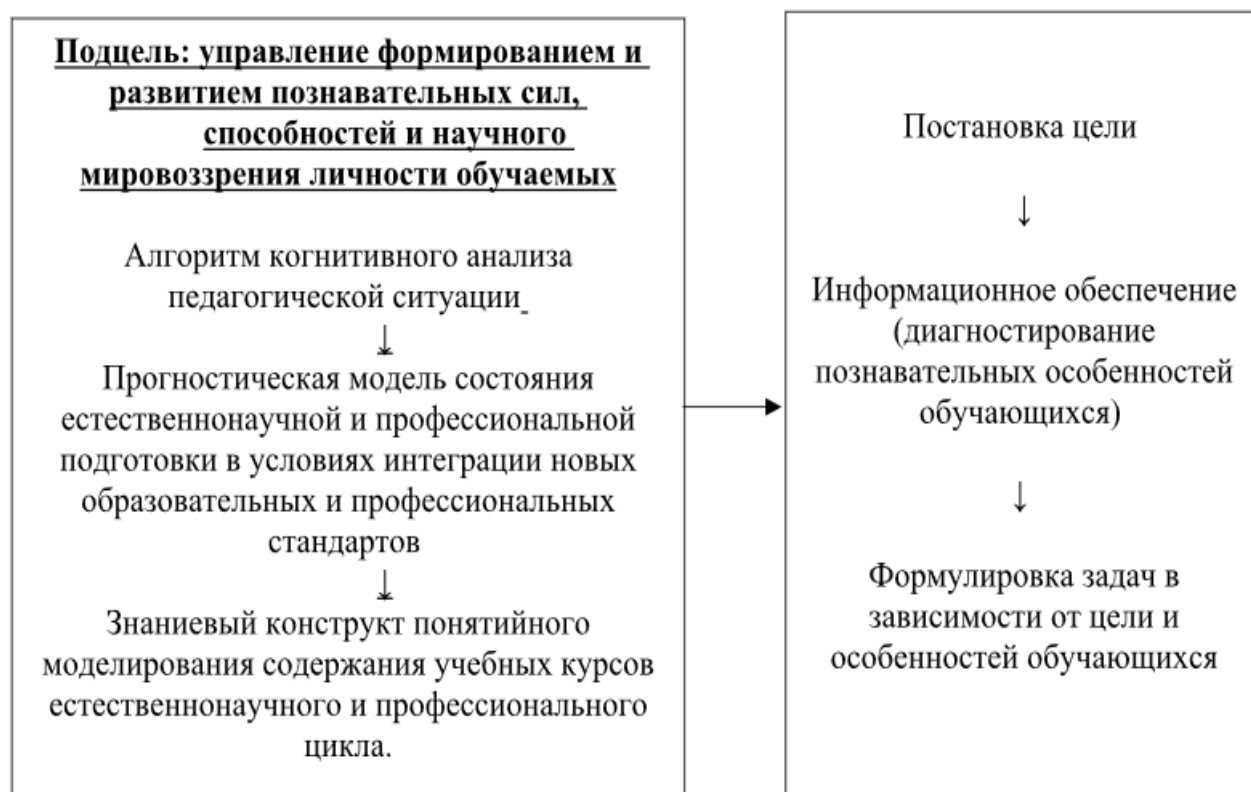 Подцель: управление формированием и
развитием познавательных сил,
способностей и научного
мировоззрения личности обучаемых
Алгоритм когнитивного анализа
педагогической ситуации
↓
Прогностическая модель состояния
естественнонаучной и профессиональной
подготовки в условиях интеграции новых
образовательных и профессиональных
стандартов
↓
Знаниевый конструкт понятийного
моделирования содержания учебных курсов
естественнонаучного и профессионального
цикла.
Постановка цели
↓
Информационное обеспечение
(диагностирование
познавательных особенностей
обучающихся)
↓
Формулировка задач в
зависимости от цели и
особенностей обучающихся